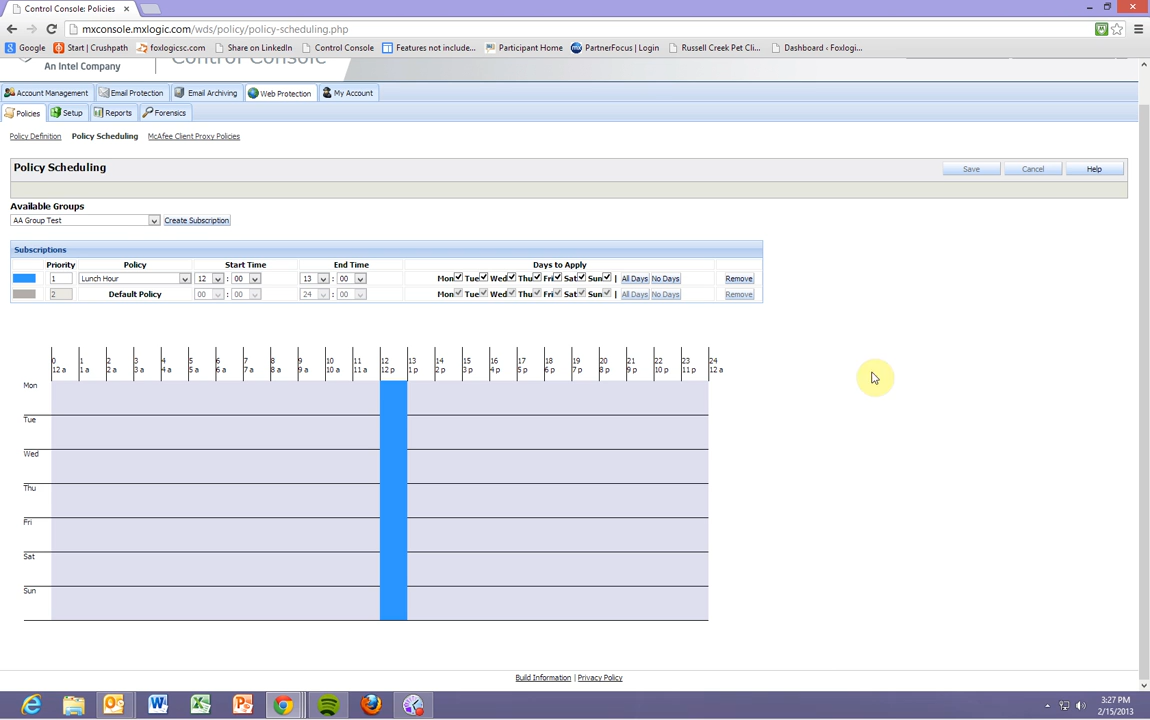 Control Console: Policies
mxconsole.mxlogic.com/wds/policy/policy-scheduling.php
Google Start | Crushpath foxlogicsc.com Share on LinkedIn Control Console Features not include... Participant Home PartnerFocus | Login Russell Creek Pet Cli... Dashboard ‹ Foxlogi...
An Intel Company Control Console
Account Management Email Protection Email Archiving Web Protection My Account
Policies Setup Reports Forensics
Policy Definition Policy Scheduling McAfee Client Proxy Policies
Policy Scheduling Save Cancel Help
Available Groups
AA Group Test Create Subscription
Subscriptions
Priority Policy Start Time End Time Days to Apply
1 Lunch Hour 12 : 00 13 : 00 Mon Tue Wed Thu Fri Sat Sun | All Days No Days Remove
2 Default Policy 00 : 00 24 : 00 Mon Tue Wed Thu Fri Sat Sun | All Days No Days Remove
0 1 2 3 4 5 6 7 8 9 10 11 12 13 14 15 16 17 18 19 20 21 22 23 24
12 a 1 a 2 a 3 a 4 a 5 a 6 a 7 a 8 a 9 a 10 a 11 a 12 p 1 p 2 p 3 p 4 p 5 p 6 p 7 p 8 p 9 p 10 p 11 p 12 a
Mon
Tue
Wed
Thu
Fri
Sat
Sun
Build Information | Privacy Policy
3:27 PM
2/15/2013